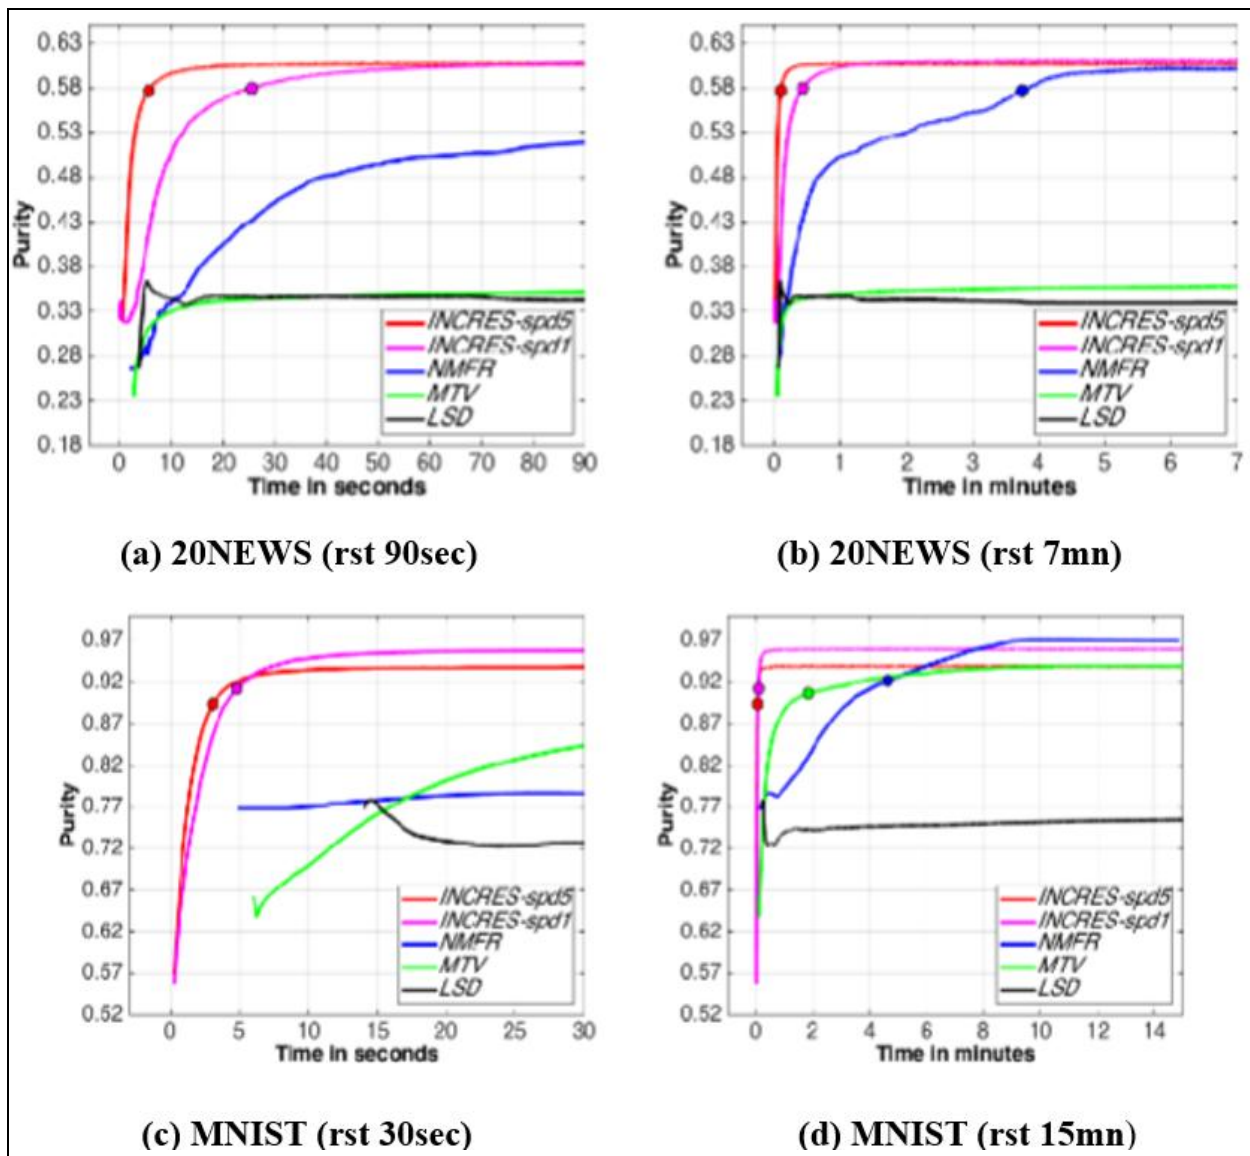 0.63
0.58
0.53
0.48
0.43
0.38
0.33
0.28
0.23
0.18
Purity
INCRES-spd5
INCRES-spd1
NMFR
MTV
LSD
0 10 20 30 40 50 60 70 80 90
Time in seconds
(a) 20NEWS (rst 90sec)
0.63
0.58
0.53
0.48
0.43
0.38
0.33
0.28
0.23
0.18
Purity
INCRES-spd5
INCRES-spd1
NMFR
MTV
LSD
0 1 2 3 4 5 6 7
Time in minutes
(b) 20NEWS (rst 7mn)
0.97
0.92
0.87
0.82
0.77
0.72
0.67
0.62
0.57
0.52
Purity
INCRES-spd5
INCRES-spd1
NMFR
MTV
LSD
0 5 10 15 20 25 30
Time in seconds
(c) MNIST (rst 30sec)
0.97
0.92
0.87
0.82
0.77
0.72
0.67
0.62
0.57
0.52
Purity
INCRES-spd5
INCRES-spd1
NMFR
MTV
LSD
0 2 4 6 8 10 12 14
Time in minutes
(d) MNIST (rst 15mn)